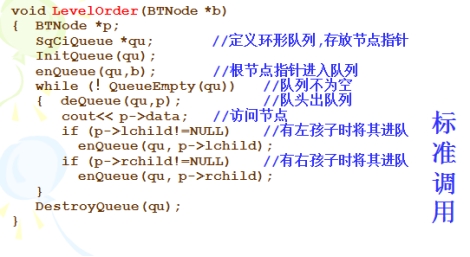 void LevelOrder(BTNode *b)
{ BTNode *p;
SqCiQueue *qu; //定义环形队列,存放节点指针
InitQueue(qu);
enQueue(qu,b); //根节点指针进入队列
while (! QueueEmpty(qu)) //队列不为空
{ deQueue(qu,p); //队头出队列
cout<< p->data; //访问节点
if (p->lchild!=NULL) //有左孩子时将其进队
enQueue(qu, p->lchild);
if (p->rchild!=NULL) //有右孩子时将其进队
enQueue(qu, p->rchild);
}
DestroyQueue(qu);
}
标准调用